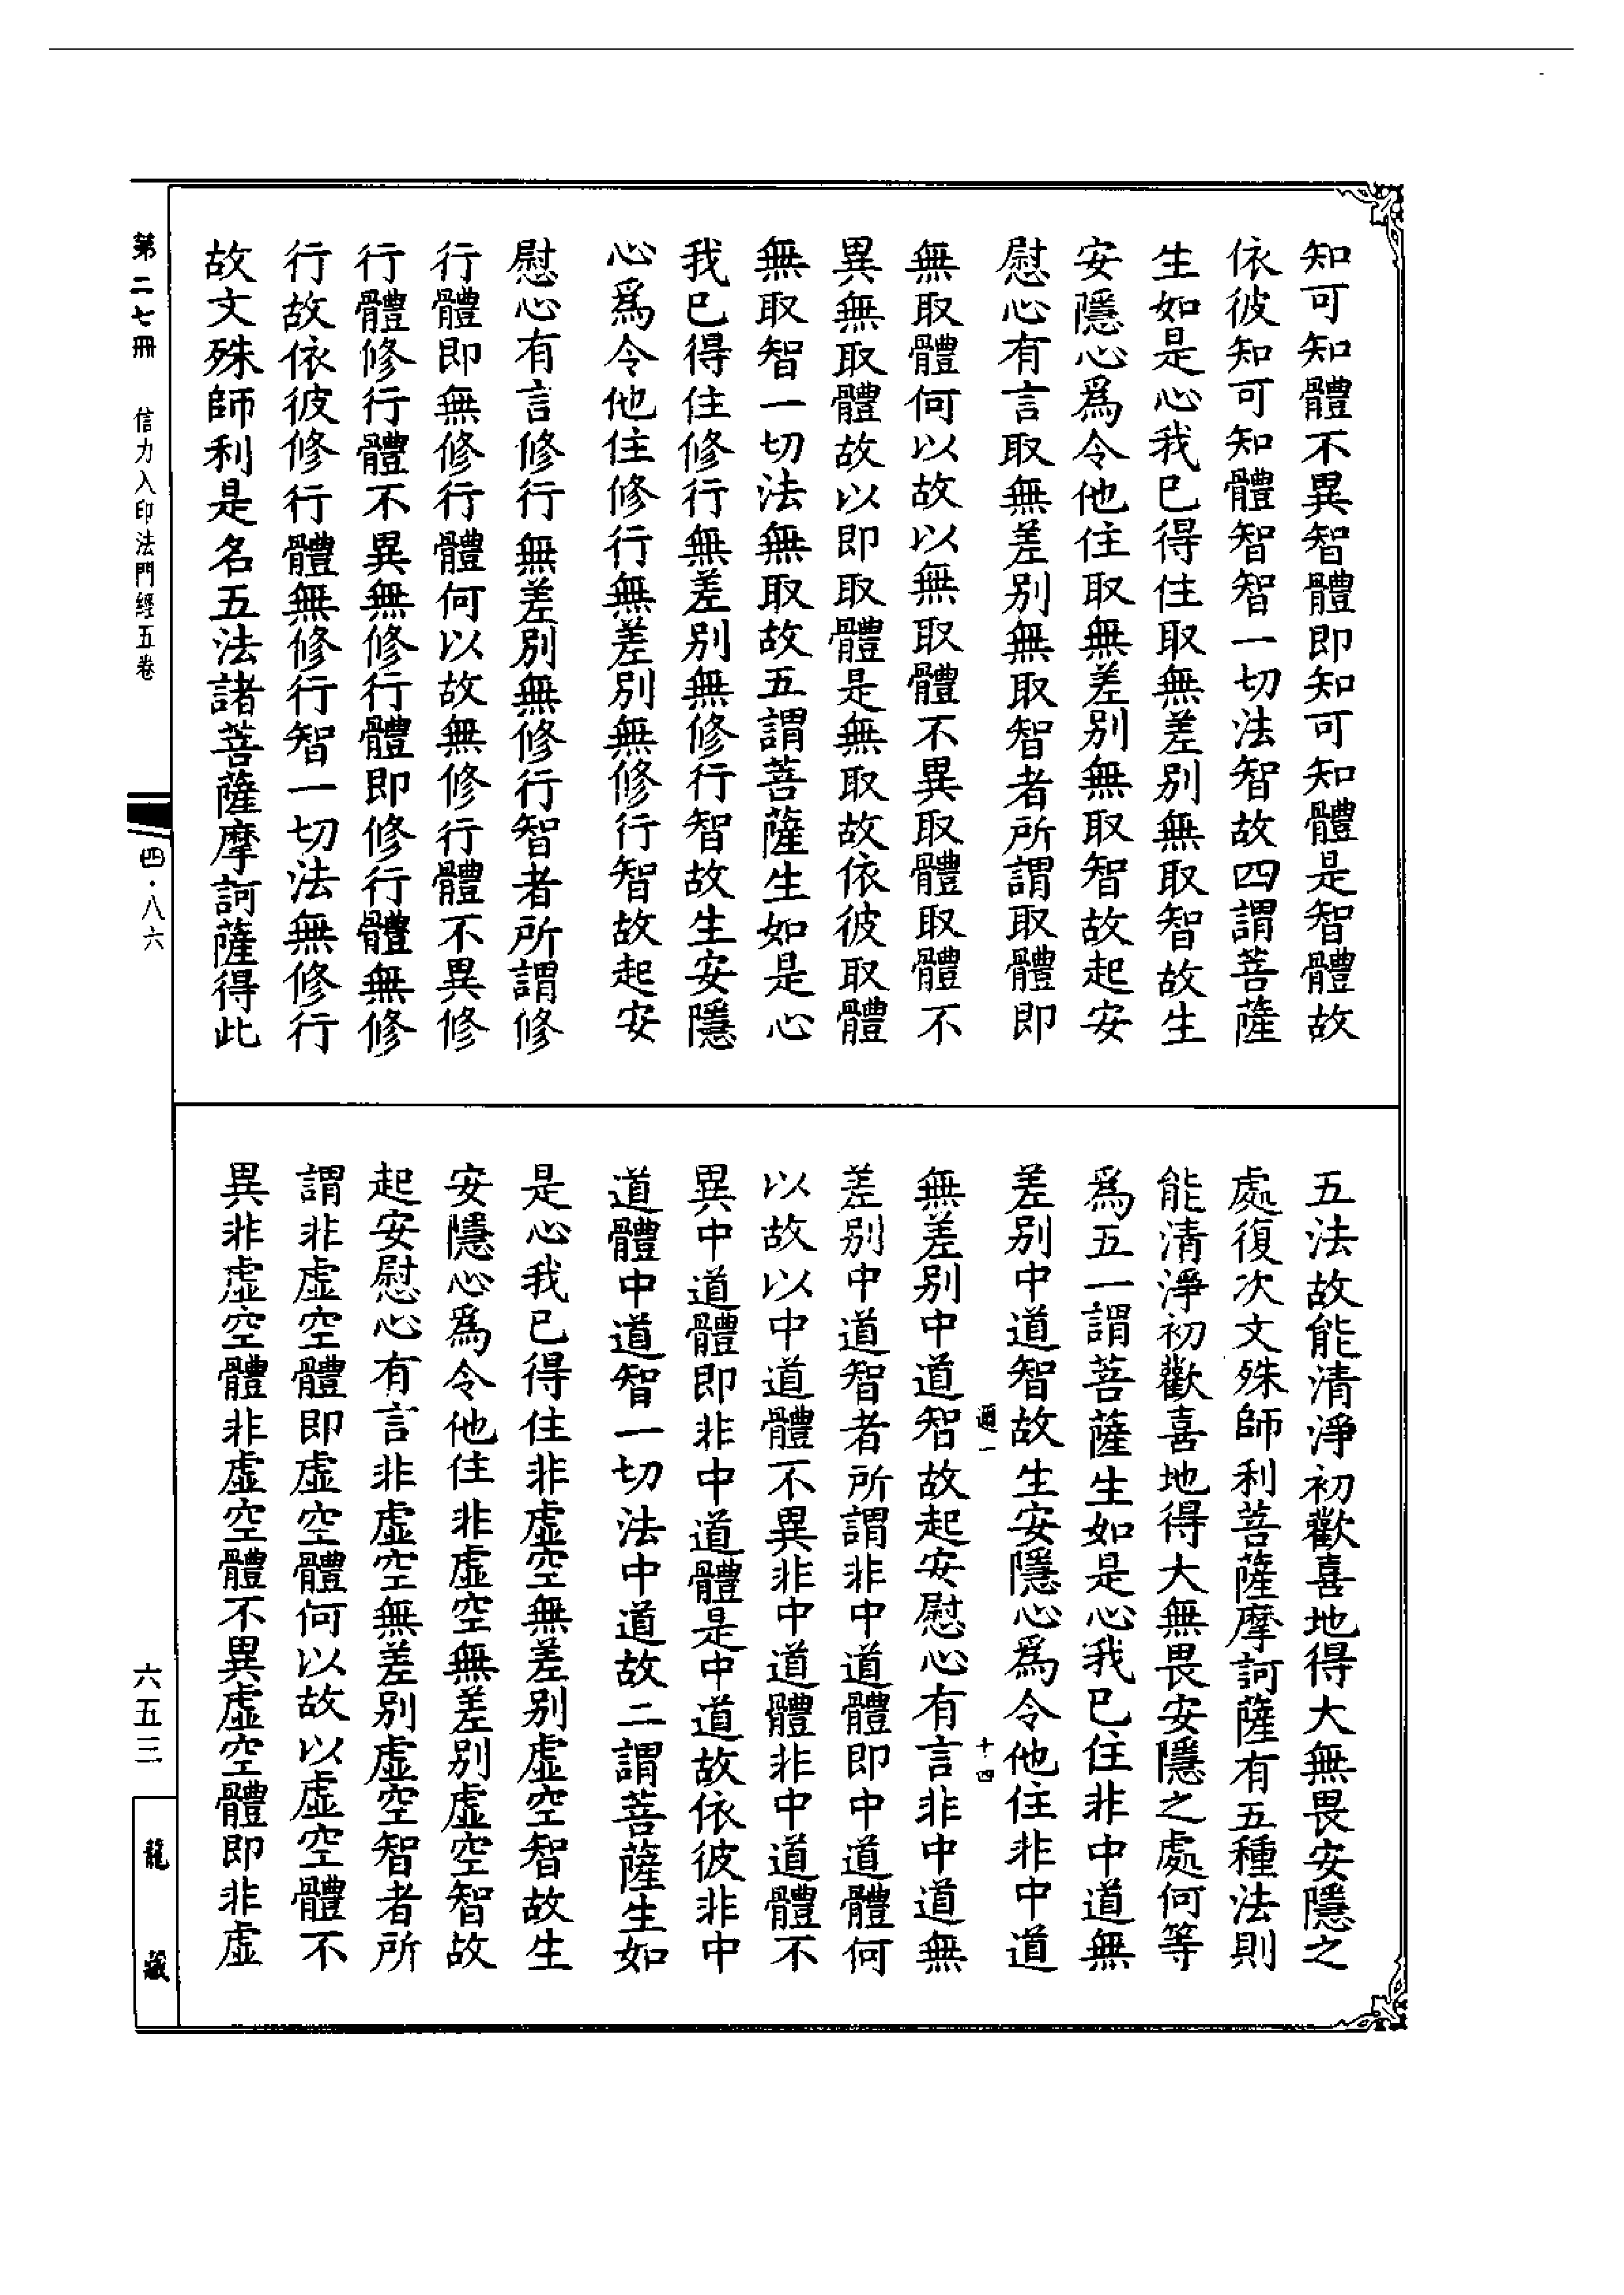 知可知體不異智體即知可知體是智體故
依彼知可知體智智一切法智故四謂菩薩
生如是心我已得住取無差別無取智故生
安隱心爲令他住取無差別無取智故起安
慰心有言取無差別無取智者所謂取體即
無取體何以故以無取體不異取體取體不
異無取體故以即取體是無取故依彼取體
無取智一切法無取故五謂菩薩生如是心
我已得住修行無差別無修行智故生安隱
心爲令他住修行無差別無修行智故起安
慰心有言修行無差別無修行智者所謂修
行體即無修行體何以故無修行體不異修
行體修行體不異無修行體即修行體無修
行故依彼修行體無修行智一切法無修行
故文殊師利是名五法諸菩薩摩訶薩得此
五法故能清淨初歡喜地得大無畏安隱之
處復次文殊師利菩薩摩訶薩有五種法則
能清淨初歡喜地得大無畏安隱之處何等
爲五一謂菩薩生如是心我已住非中道無
差別中道智故生安隱心爲令他住非中道
無差別中道智故起安慰心有言非中道無
差別中道智者所謂非中道體即中道體何
以故以中道體不異非中道體非中道體不
異中道體即非中道體是中道故依彼非中
道體中道智一切法中道故二謂菩薩生如
是心我已得住非虛空無差別虛空智故生
安隱心爲令他住非虛空無差別虛空智故
起安慰心有言非虛空無差別虛空智者所
謂非虛空體即虛空體何以故以虛空體不
異非虛空體非虛空體不異虛空體即非虛
邇一
十四
第二七冊 信力入印法門經五卷
四·八六
六五三
龍藏